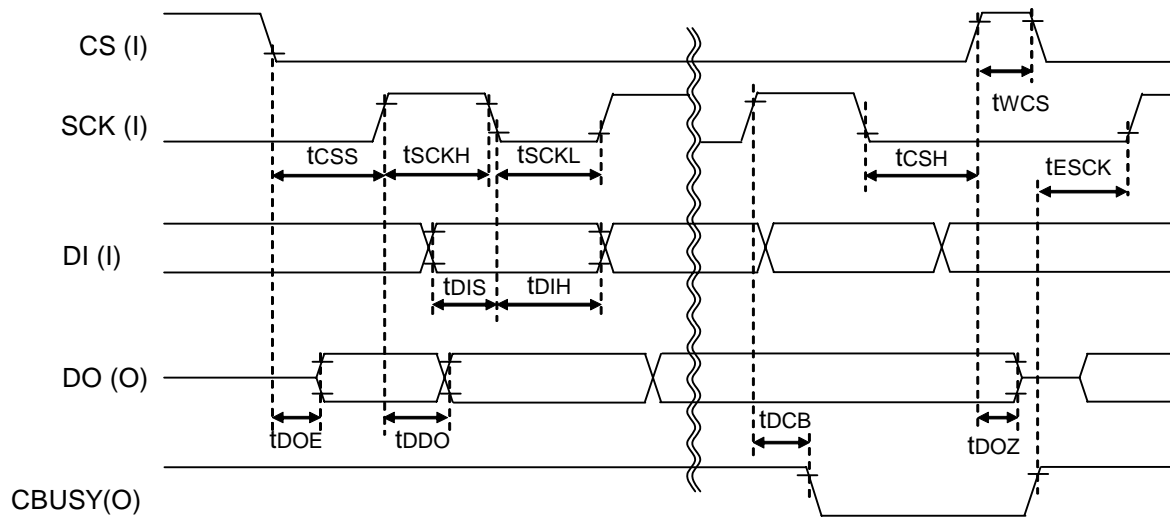 CS (I)
tWCS
SCK (I)
tCSS
tSCKH
tSCKL
tCSH
tESCK
DI (I)
tDIS
tDIH
DO (O)
tDOE
tDDO
tDCB
tDOZ
CBUSY(O)